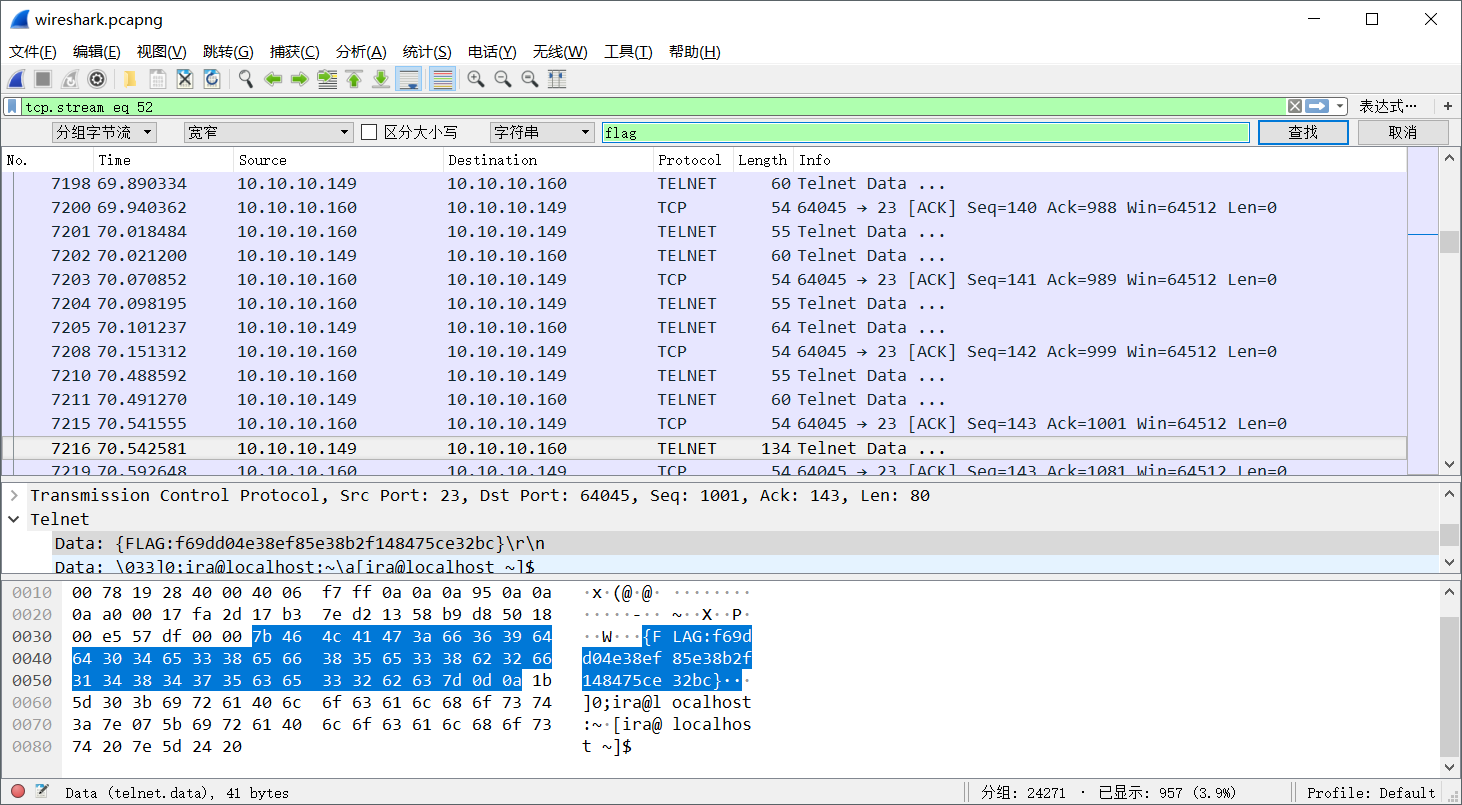 wireshark.pcapng
文件(F) 编辑(E) 视图(V) 跳转(G) 捕获(C) 分析(A) 统计(S) 电话(Y) 无线(W) 工具(T) 帮助(H)
tcp.stream eq 52 表达式… +
分组字节流 宽窄 区分大小写 字符串 flag 查找 取消
No. Time Source Destination Protocol Length Info
7198 69.890334 10.10.10.149 10.10.10.160 TELNET 60 Telnet Data ...
7200 69.940362 10.10.10.160 10.10.10.149 TCP 54 64045 → 23 [ACK] Seq=140 Ack=988 Win=64512 Len=0
7201 70.018484 10.10.10.160 10.10.10.149 TELNET 55 Telnet Data ...
7202 70.021200 10.10.10.149 10.10.10.160 TELNET 60 Telnet Data ...
7203 70.070852 10.10.10.160 10.10.10.149 TCP 54 64045 → 23 [ACK] Seq=141 Ack=989 Win=64512 Len=0
7204 70.098195 10.10.10.160 10.10.10.149 TELNET 55 Telnet Data ...
7205 70.101237 10.10.10.149 10.10.10.160 TELNET 64 Telnet Data ...
7208 70.151312 10.10.10.160 10.10.10.149 TCP 54 64045 → 23 [ACK] Seq=142 Ack=999 Win=64512 Len=0
7210 70.488592 10.10.10.160 10.10.10.149 TELNET 55 Telnet Data ...
7211 70.491270 10.10.10.149 10.10.10.160 TELNET 60 Telnet Data ...
7215 70.541555 10.10.10.160 10.10.10.149 TCP 54 64045 → 23 [ACK] Seq=143 Ack=1001 Win=64512 Len=0
7216 70.542581 10.10.10.149 10.10.10.160 TELNET 134 Telnet Data ...
7219 70.592648 10.10.10.160 10.10.10.149 TCP 54 64045 → 23 [ACK] Seq=143 Ack=1081 Win=64512 Len=0
Transmission Control Protocol, Src Port: 23, Dst Port: 64045, Seq: 1001, Ack: 143, Len: 80
Telnet
Data: {FLAG:f69dd04e38ef85e38b2f148475ce32bc}\r\n
Data: \033]0;ira@localhost:~\a[ira@localhost ~]$
0010 00 78 19 28 40 00 40 06 f7 ff 0a 0a 0a 95 0a 0a ·x·(@·@· ········
0020 0a a0 00 17 fa 2d 17 b3 7e d2 13 58 b9 d8 50 18 ·····-·· ~··X··P·
0030 00 e5 57 df 00 00 7b 46 4c 41 47 3a 66 36 39 64 ··W···{F LAG:f69d
0040 64 30 34 65 33 38 65 66 38 35 65 33 38 62 32 66 d04e38ef 85e38b2f
0050 31 34 38 34 37 35 63 65 33 32 62 63 7d 0d 0a 1b 148475ce 32bc}···
0060 5d 30 3b 69 72 61 40 6c 6f 63 61 6c 68 6f 73 74 ]0;ira@l ocalhost
0070 3a 7e 07 5b 69 72 61 40 6c 6f 63 61 6c 68 6f 73 :~·[ira@ localhos
0080 74 20 7e 5d 24 20 t ~]$
Data (telnet.data), 41 bytes 分组: 24271 · 已显示: 957 (3.9%) Profile: Default